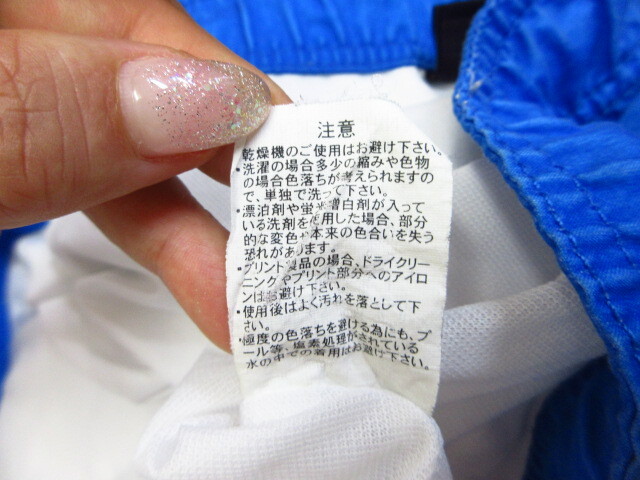 注意
乾燥機のご使用はお避け下さい。
・洗濯の場合多少の縮みや色物
の場合色落ちが考えられますの
で、単独で洗って下さい。
・漂泊剤や蛍光増白剤が入って
いる洗剤を使用した場合、部分
的な変色や本来の色合いを失う
恐れがあります。
・プリント製品の場合、ドライクリー
ニングやプリント部分へのアイロ
ンはお避け下さい。
・使用後はよく汚れを落として下
さい。
・極度の色落ちを避ける為にも、プ
ール等、塩素処理がされている
水の中での着用はお避け下さい。